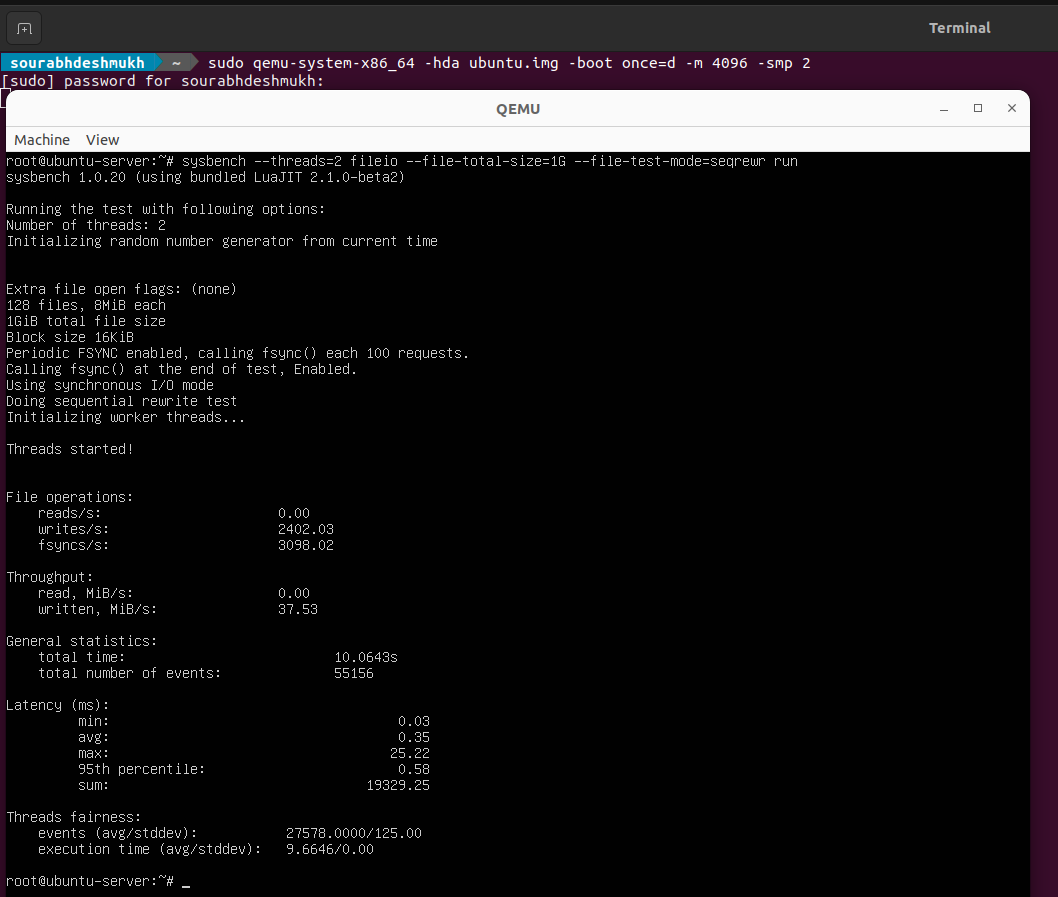 Terminal
sourabhdeshmukh ~ sudo qemu-system-x86_64 -hda ubuntu.img -boot once=d -m 4096 -smp 2
[sudo] password for sourabhdeshmukh:
QEMU
Machine View
root@ubuntu-server:~# sysbench --threads=2 fileio --file-total-size=1G --file-test-mode=seqrewr run
sysbench 1.0.20 (using bundled LuaJIT 2.1.0-beta2)
Running the test with following options:
Number of threads: 2
Initializing random number generator from current time
Extra file open flags: (none)
128 files, 8MiB each
1GiB total file size
Block size 16KiB
Periodic FSYNC enabled, calling fsync() each 100 requests.
Calling fsync() at the end of test, Enabled.
Using synchronous I/O mode
Doing sequential rewrite test
Initializing worker threads...
Threads started!
File operations:
reads/s: 0.00
writes/s: 2402.03
fsyncs/s: 3098.02
Throughput:
read, MiB/s: 0.00
written, MiB/s: 37.53
General statistics:
total time: 10.0643s
total number of events: 55156
Latency (ms):
min: 0.03
avg: 0.35
max: 25.22
95th percentile: 0.58
sum: 19329.25
Threads fairness:
events (avg/stddev): 27578.0000/125.00
execution time (avg/stddev): 9.6646/0.00
root@ubuntu-server:~# _